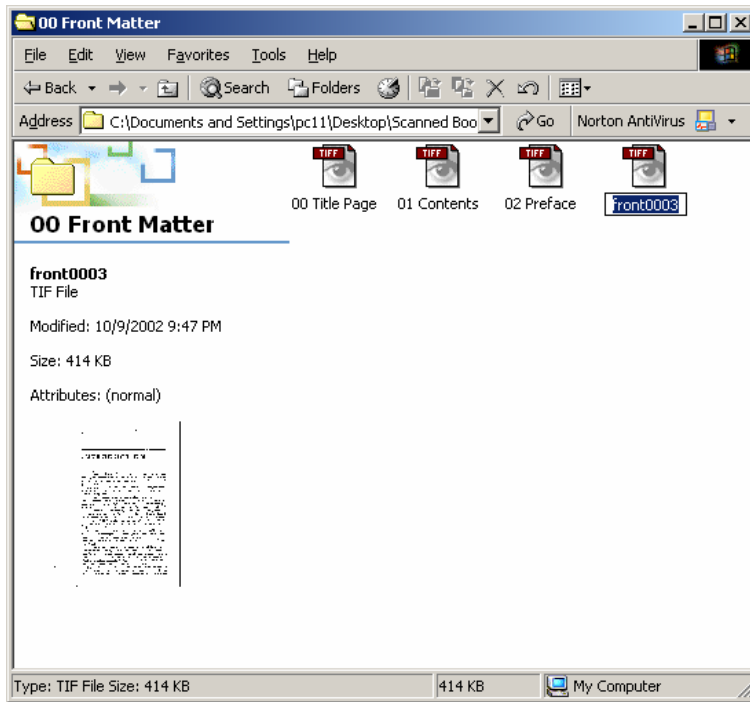 00 Front Matter
File Edit View Favorites Tools Help
Back Search Folders
Address C:\Documents and Settings\pc11\Desktop\Scanned Boo Go Norton AntiVirus
TIFF TIFF TIFF TIFF
00 Title Page 01 Contents 02 Preface front0003
00 Front Matter
front0003
TIF File
Modified: 10/9/2002 9:47 PM
Size: 414 KB
Attributes: (normal)
Type: TIF File Size: 414 KB 414 KB My Computer